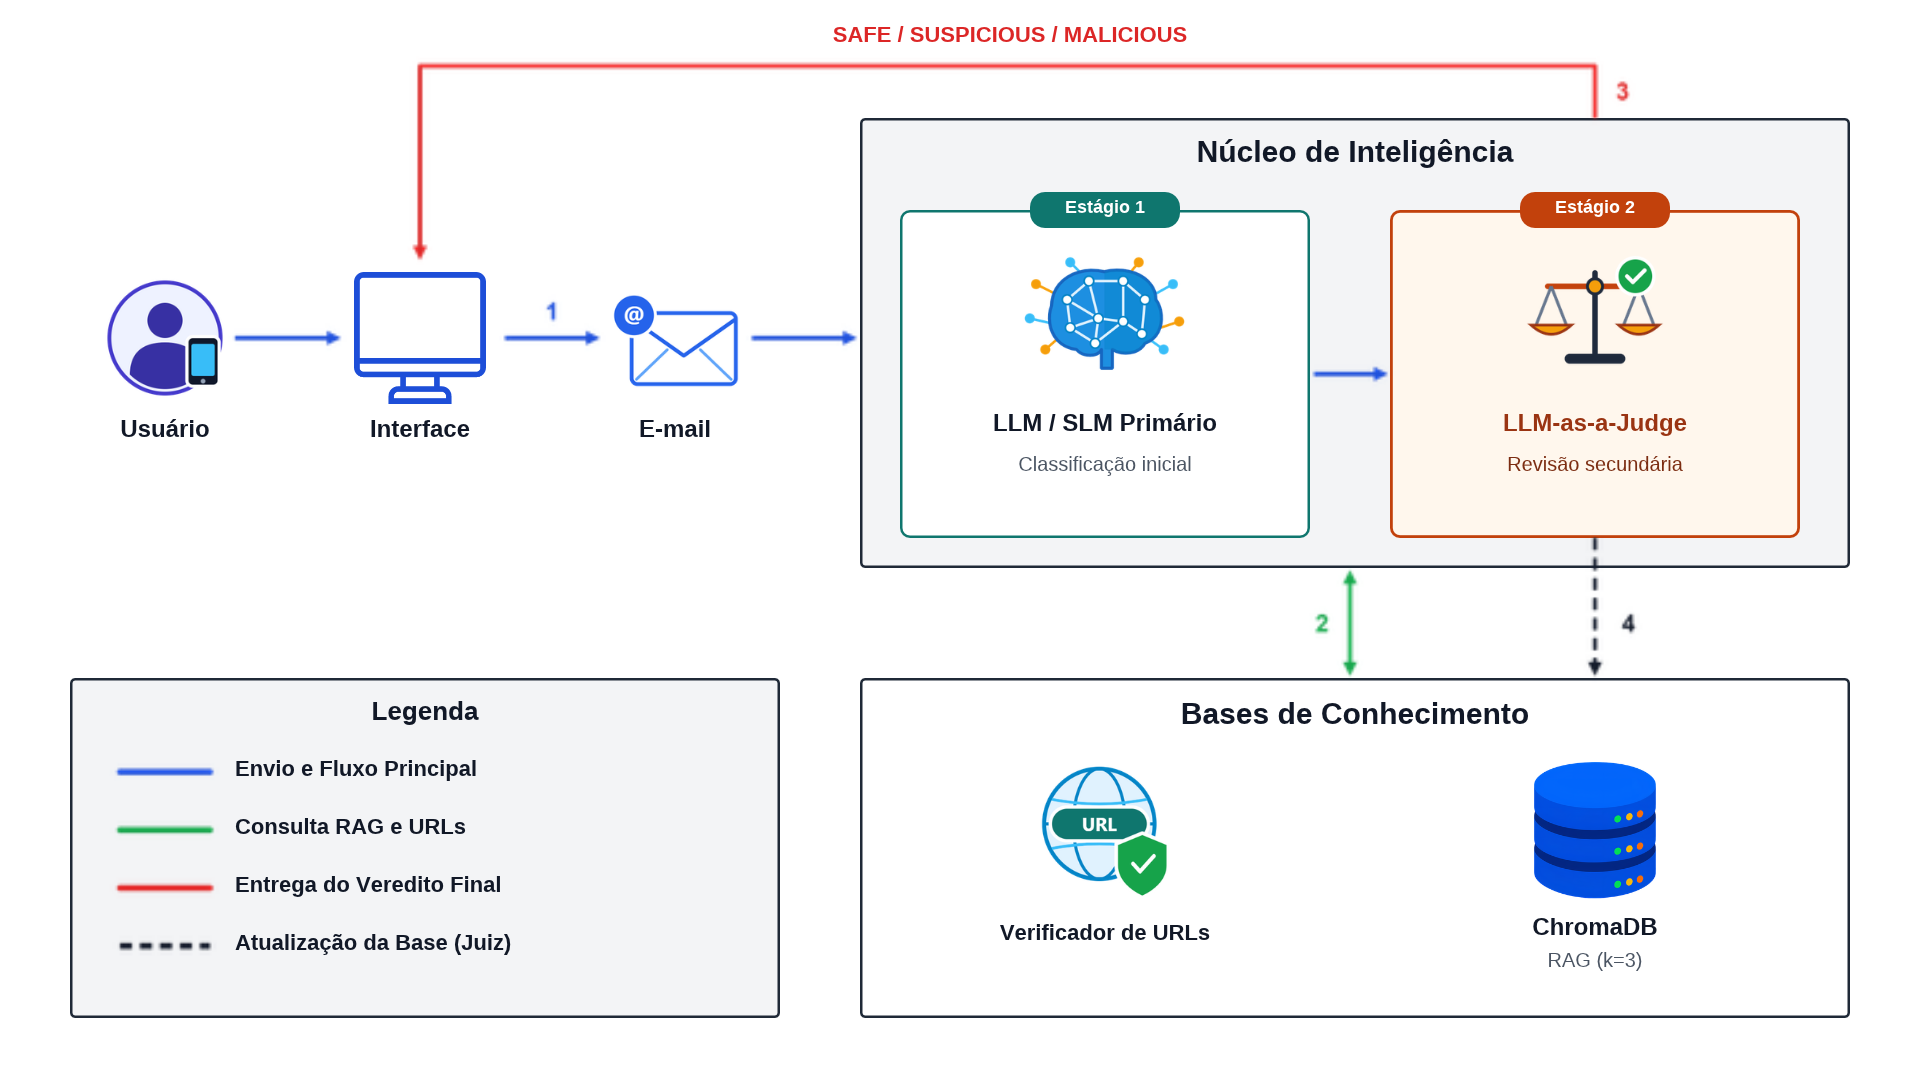 SAFE / SUSPICIOUS / MALICIOUS
3
Núcleo de Inteligência
Estágio 1
Estágio 2
1
@
Usuário
Interface
E-mail
LLM / SLM Primário
Classificação inicial
LLM-as-a-Judge
Revisão secundária
2
4
Legenda
Envio e Fluxo Principal
Consulta RAG e URLs
Entrega do Veredito Final
Atualização da Base (Juiz)
Bases de Conhecimento
URL
Verificador de URLs
ChromaDB
RAG (k=3)